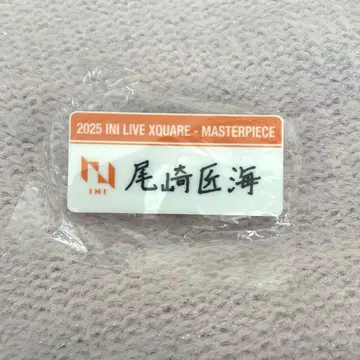 2025 INI LIVE XQUARE - MASTERPIECE
INI
尾崎匠海